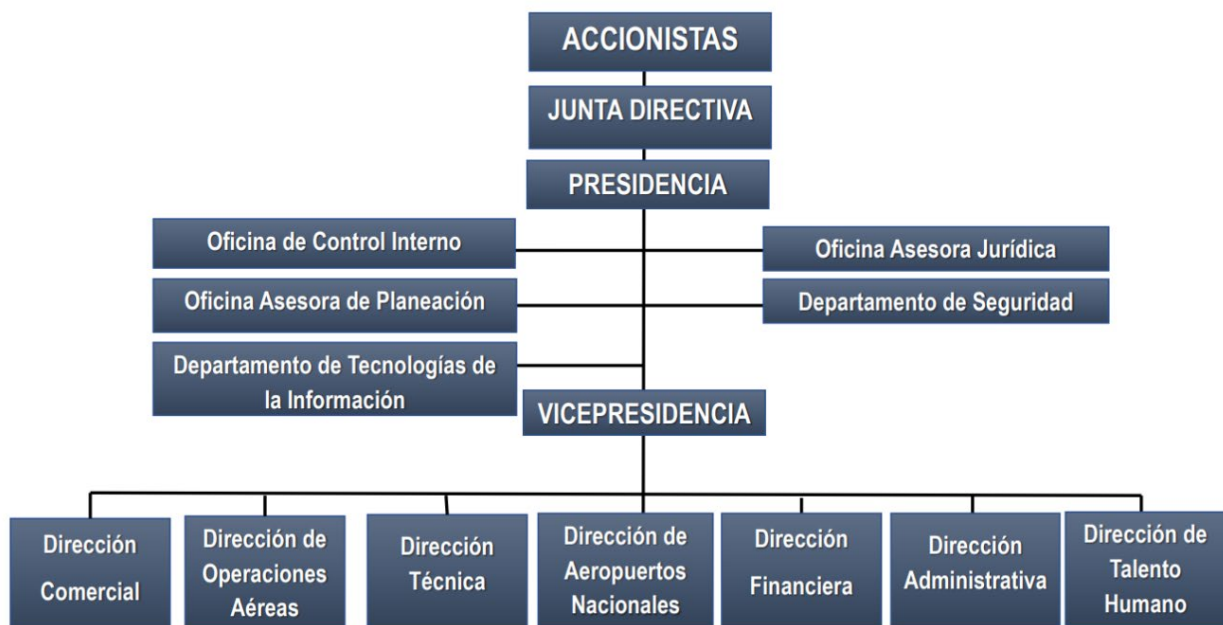 ACCIONISTAS
JUNTA DIRECTIVA
PRESIDENCIA
Oficina de Control Interno
Oficina Asesora Jurídica
Oficina Asesora de Planeación
Departamento de Seguridad
Departamento de Tecnologías de
la Información
VICEPRESIDENCIA
Dirección
Comercial
Dirección de
Operaciones
Aéreas
Dirección
Técnica
Dirección de
Aeropuertos
Nacionales
Dirección
Financiera
Dirección
Administrativa
Dirección de
Talento
Humano